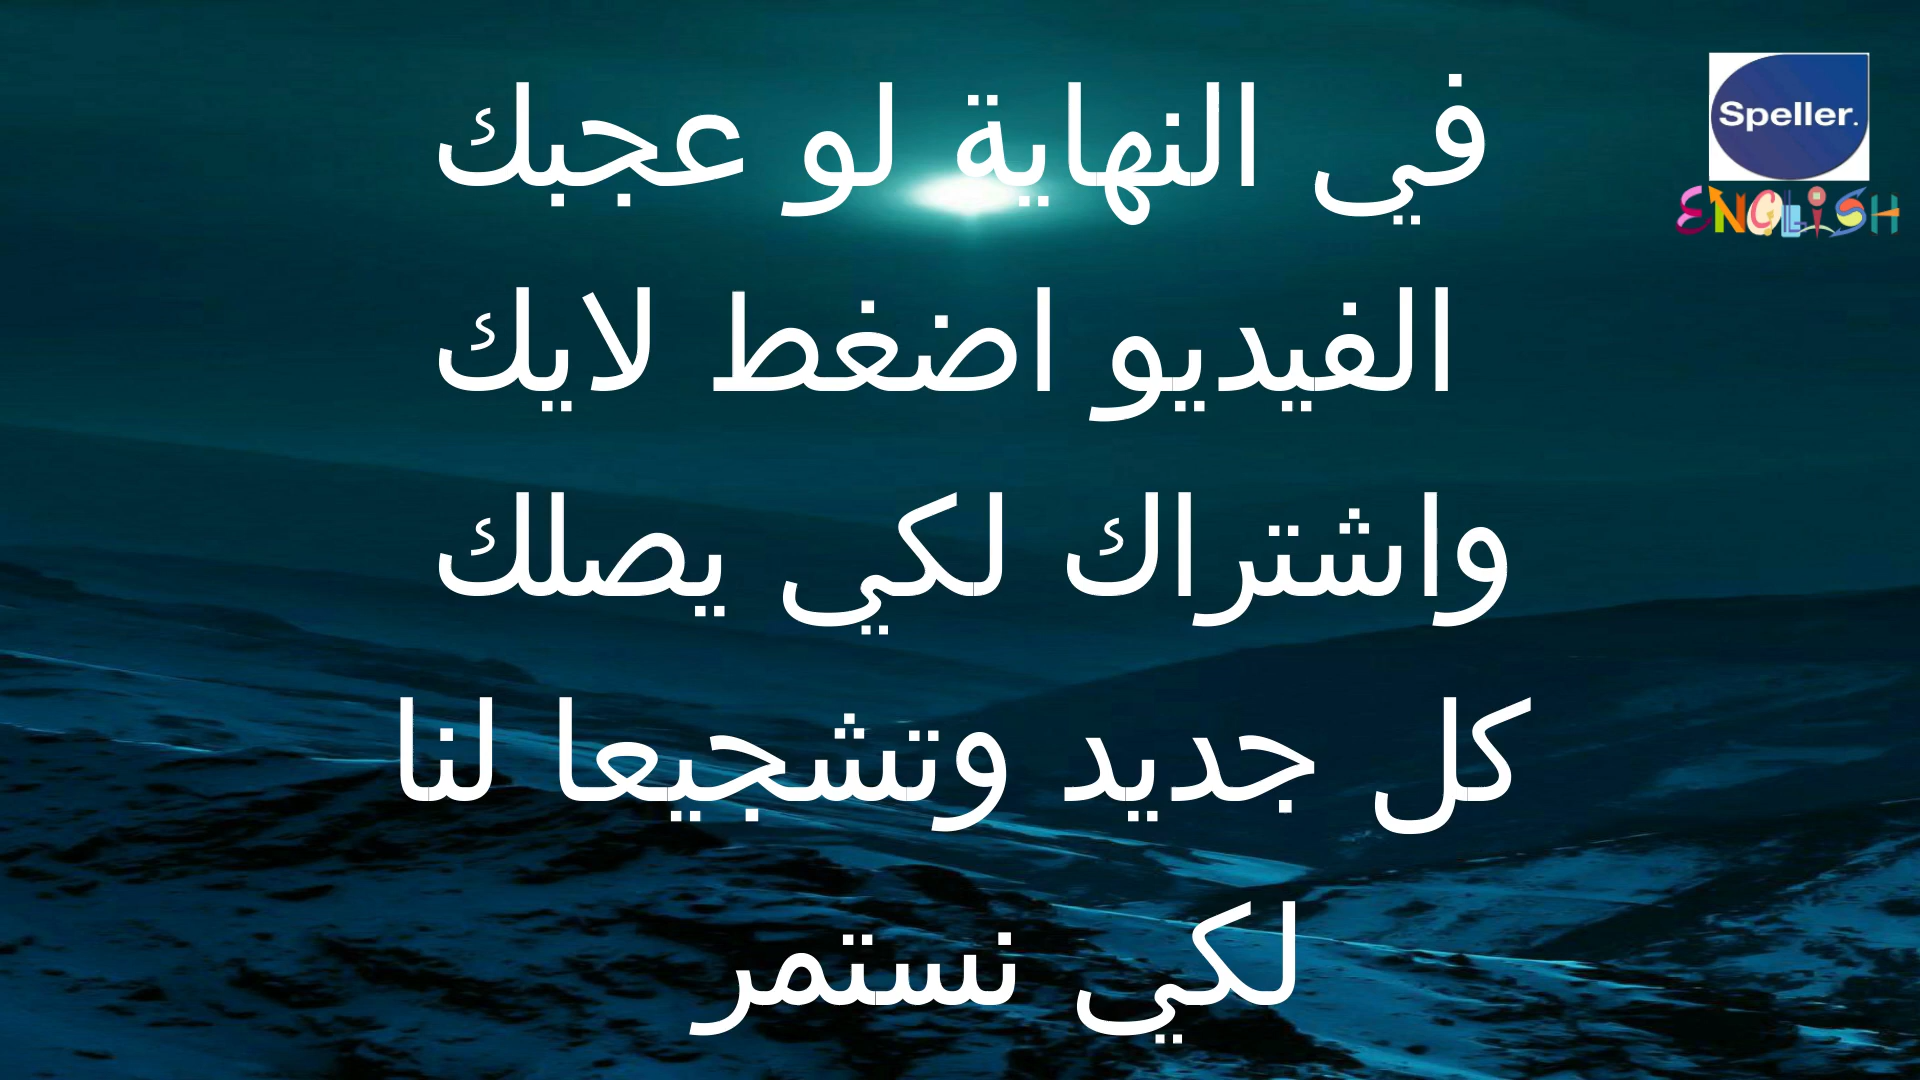 في النهاية لو عجبك
الفيديو اضغط لايك
واشتراك لكي يصلك
كل جديد وتشجيعا لنا
لكي نستمر
Speller.
ENGLISH